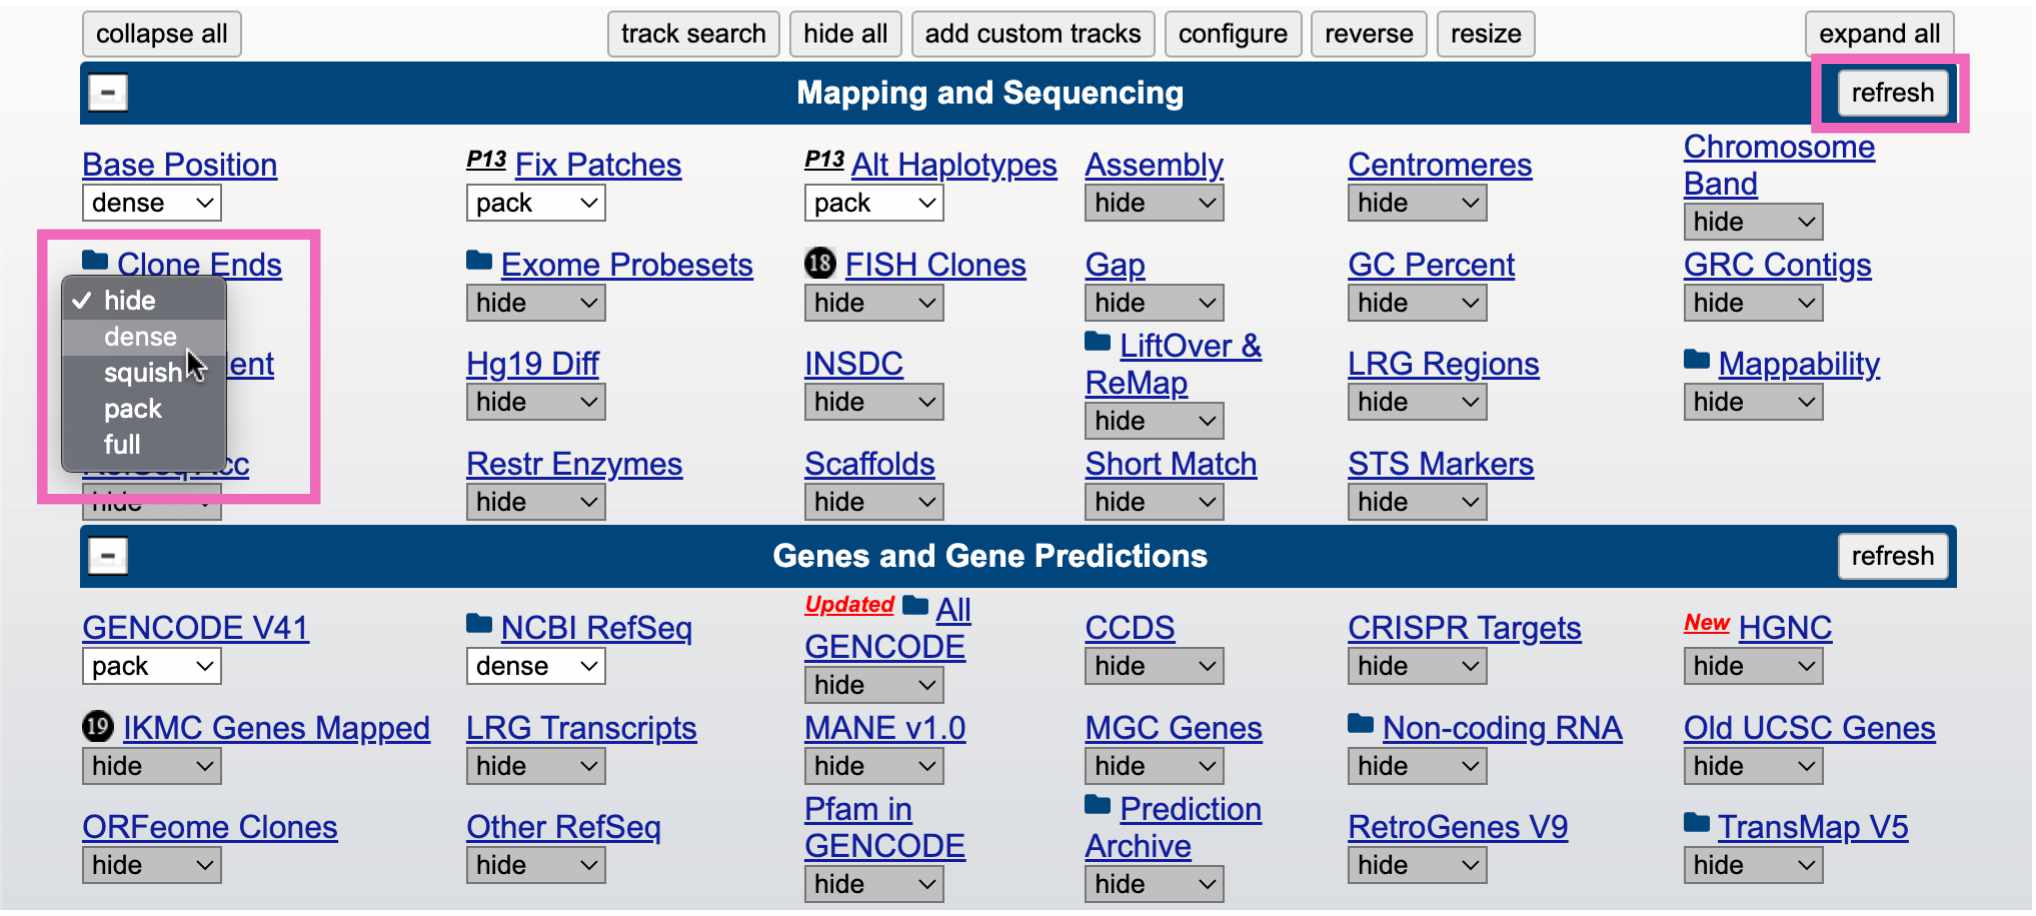 collapse all track search hide all add custom tracks configure reverse resize expand all
- Mapping and Sequencing refresh
Base Position P13 Fix Patches P13 Alt Haplotypes Assembly Centromeres Chromosome
Band
dense pack pack hide hide hide
Clone Ends Exome Probesets 18 FISH Clones Gap GC Percent GRC Contigs
✓ hide hide hide hide hide hide
dense
squish ent Hg19 Diff INSDC LiftOver &
ReMap LRG Regions Mappability
pack hide hide hide hide hide
full
Restr Enzymes Scaffolds Short Match STS Markers
hide hide hide hide hide
- Genes and Gene Predictions refresh
GENCODE V41 NCBI RefSeq Updated All
GENCODE CCDS CRISPR Targets New HGNC
pack dense hide hide hide hide
19 IKMC Genes Mapped LRG Transcripts MANE v1.0 MGC Genes Non-coding RNA Old UCSC Genes
hide hide hide hide hide hide
ORFeome Clones Other RefSeq Pfam in
GENCODE Prediction
Archive RetroGenes V9 TransMap V5
hide hide hide hide hide hide